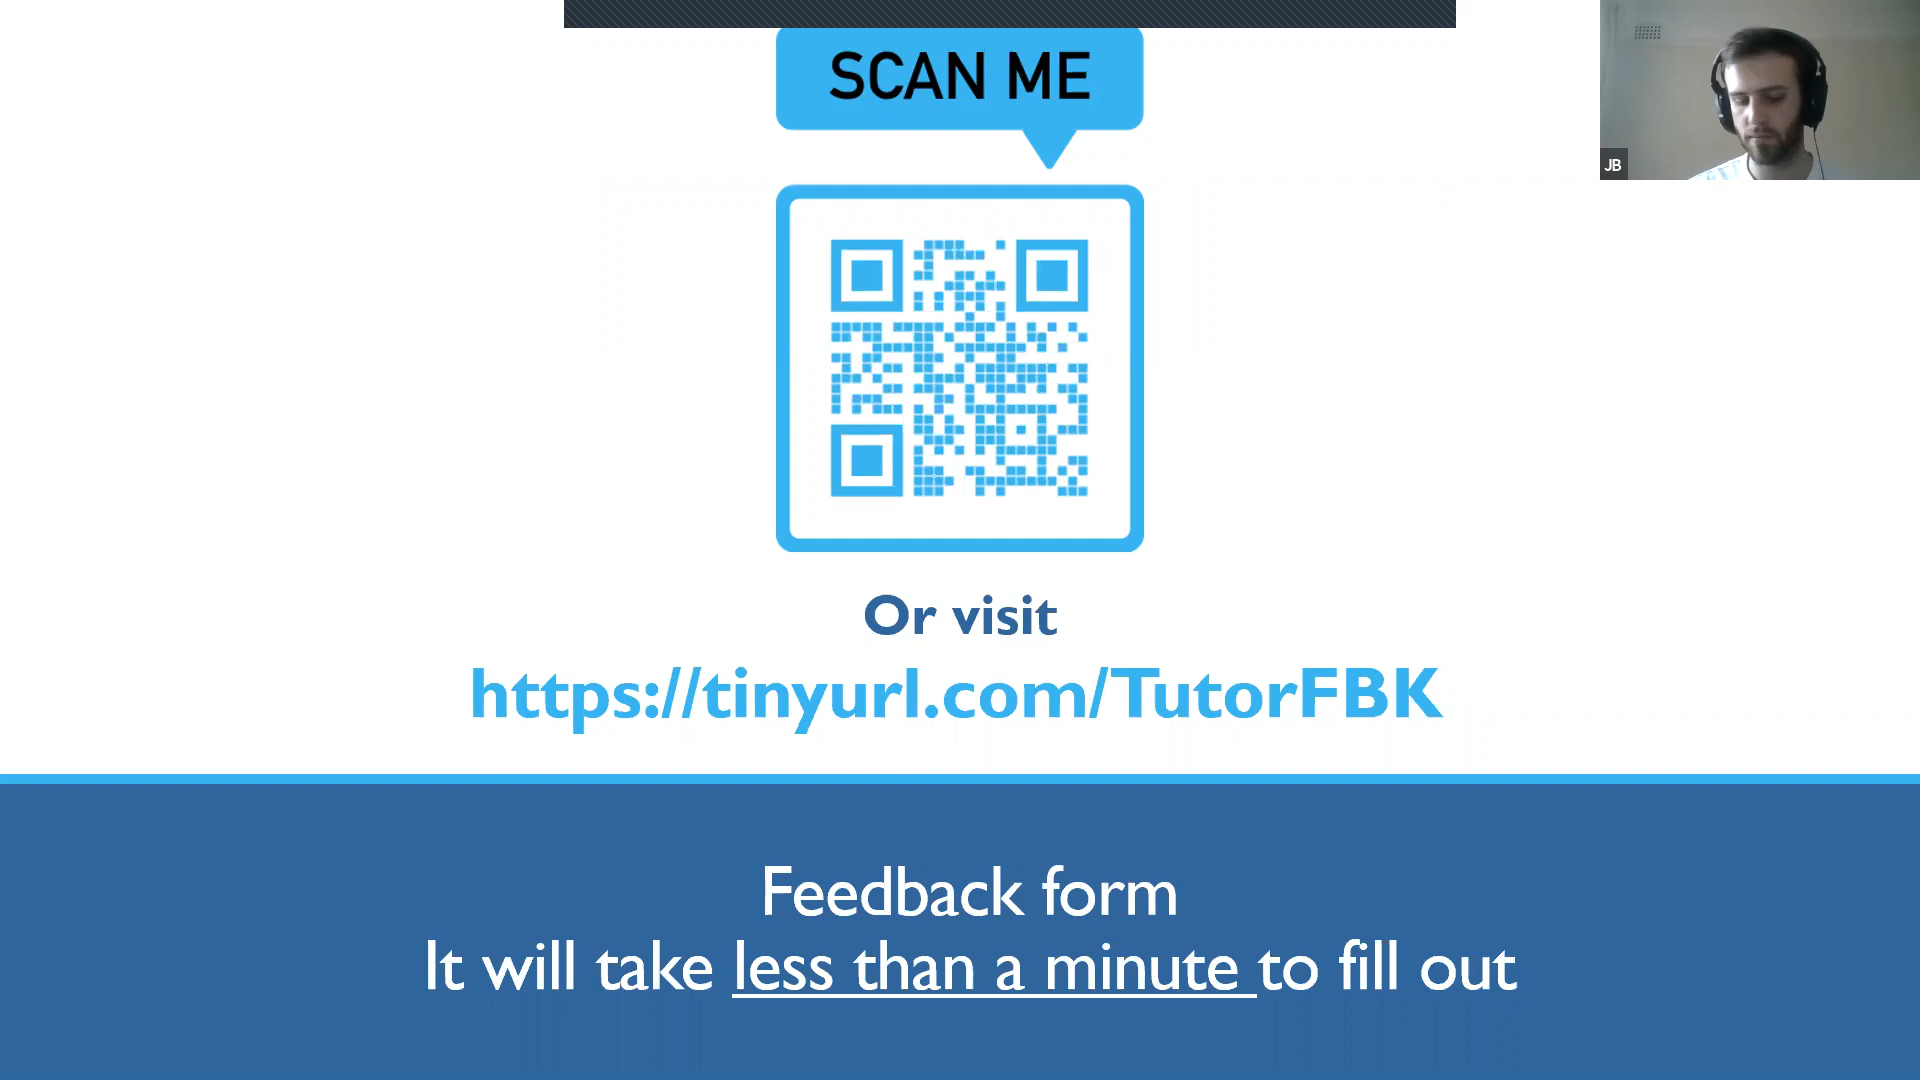 SCAN ME
JB
Or visit
https://tinyurl.com/TutorFBK
Feedback form
It will take less than a minute to fill out